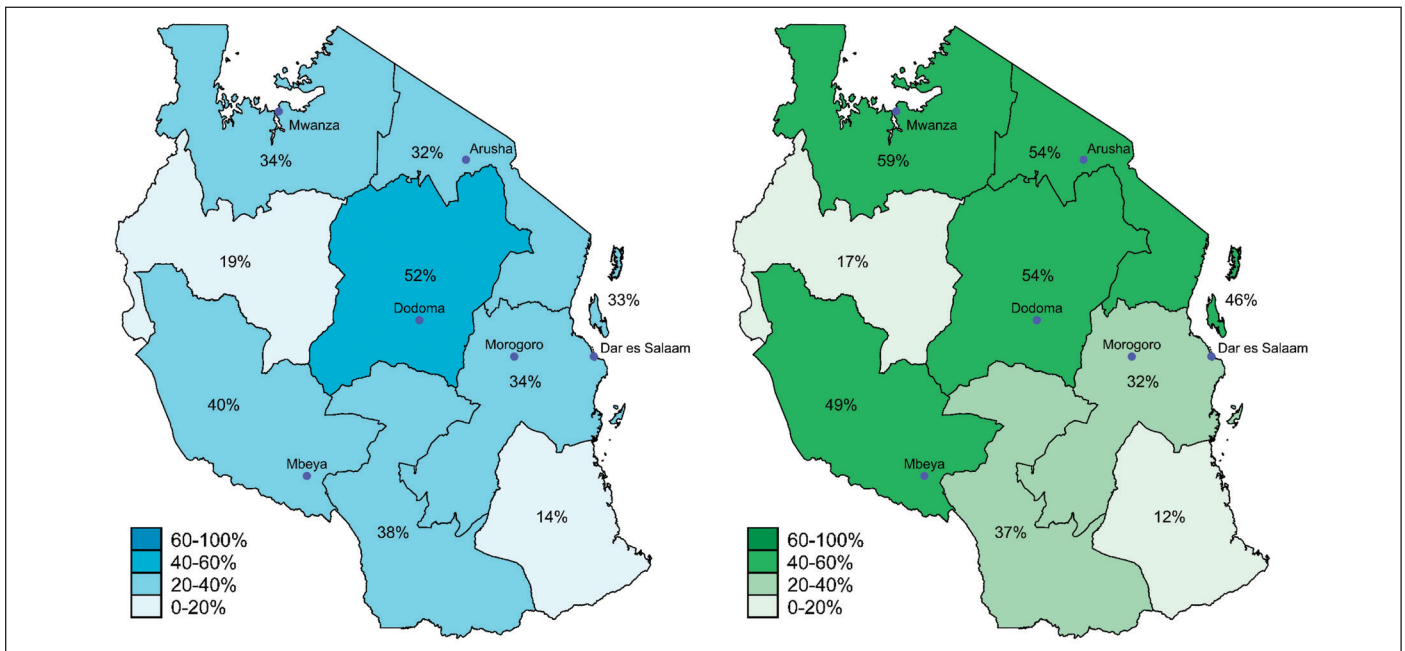 Mwanza
34%
32%
Arusha
19%
52%
Dodoma
33%
Morogoro
Dar es Salaam
34%
40%
Mbeya
38%
14%
60-100%
40-60%
20-40%
0-20%
Mwanza
59%
54%
Arusha
17%
54%
Dodoma
46%
Morogoro
Dar es Salaam
32%
49%
Mbeya
37%
12%
60-100%
40-60%
20-40%
0-20%